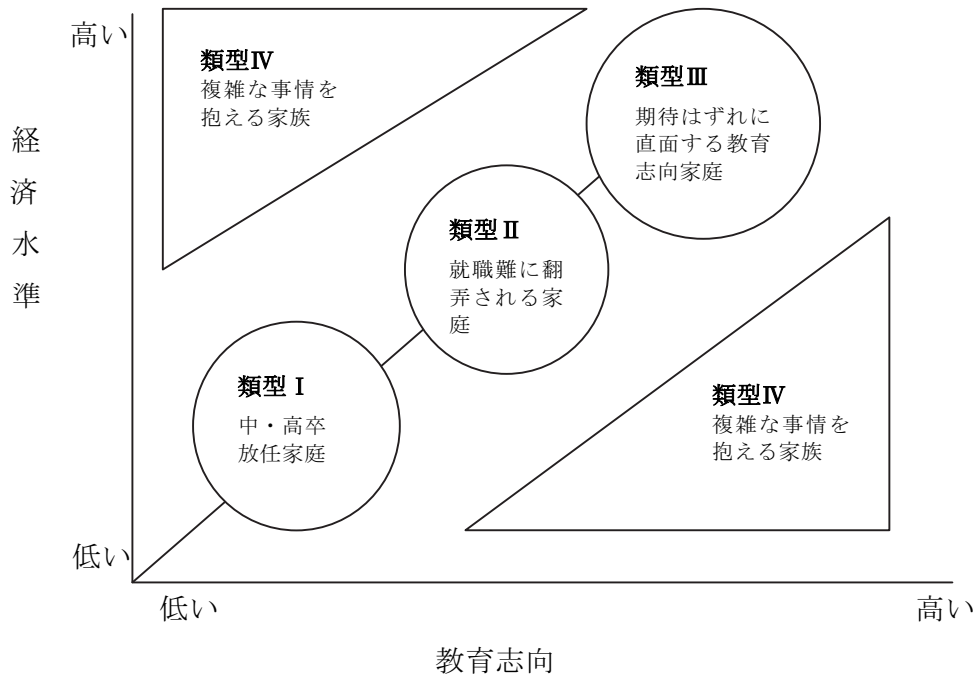 高い
類型Ⅳ
複雑な事情を
抱える家族
類型Ⅲ
期待はずれに
直面する教育
志向家庭
経
済
水
準
類型Ⅱ
就職難に翻
弄される家
庭
類型Ⅰ
中・高卒
放任家庭
類型Ⅳ
複雑な事情を
抱える家族
低い
低い
高い
教育志向